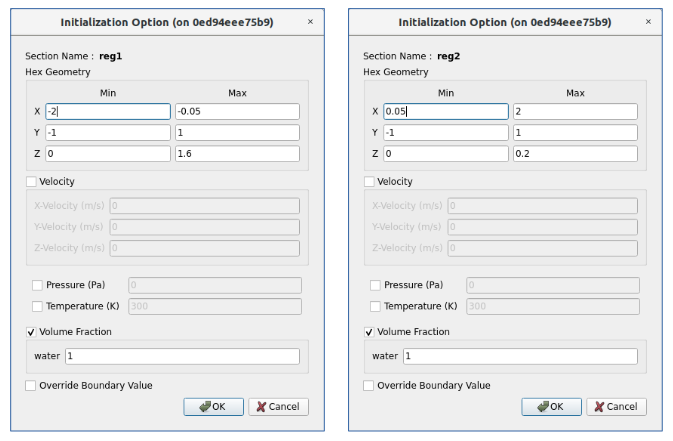 Initialization Option (on 0ed94eee75b9) ×
Section Name : reg1
Hex Geometry
Min Max
X -2 -0.05
Y -1 1
Z 0 1.6
Velocity
X-Velocity (m/s) 0
Y-Velocity (m/s) 0
Z-Velocity (m/s) 0
Pressure (Pa) 0
Temperature (K) 300
Volume Fraction
water 1
Override Boundary Value
OK Cancel
Initialization Option (on 0ed94eee75b9) ×
Section Name : reg2
Hex Geometry
Min Max
X 0.05 2
Y -1 1
Z 0 0.2
Velocity
X-Velocity (m/s) 0
Y-Velocity (m/s) 0
Z-Velocity (m/s) 0
Pressure (Pa) 0
Temperature (K) 300
Volume Fraction
water 1
Override Boundary Value
OK Cancel